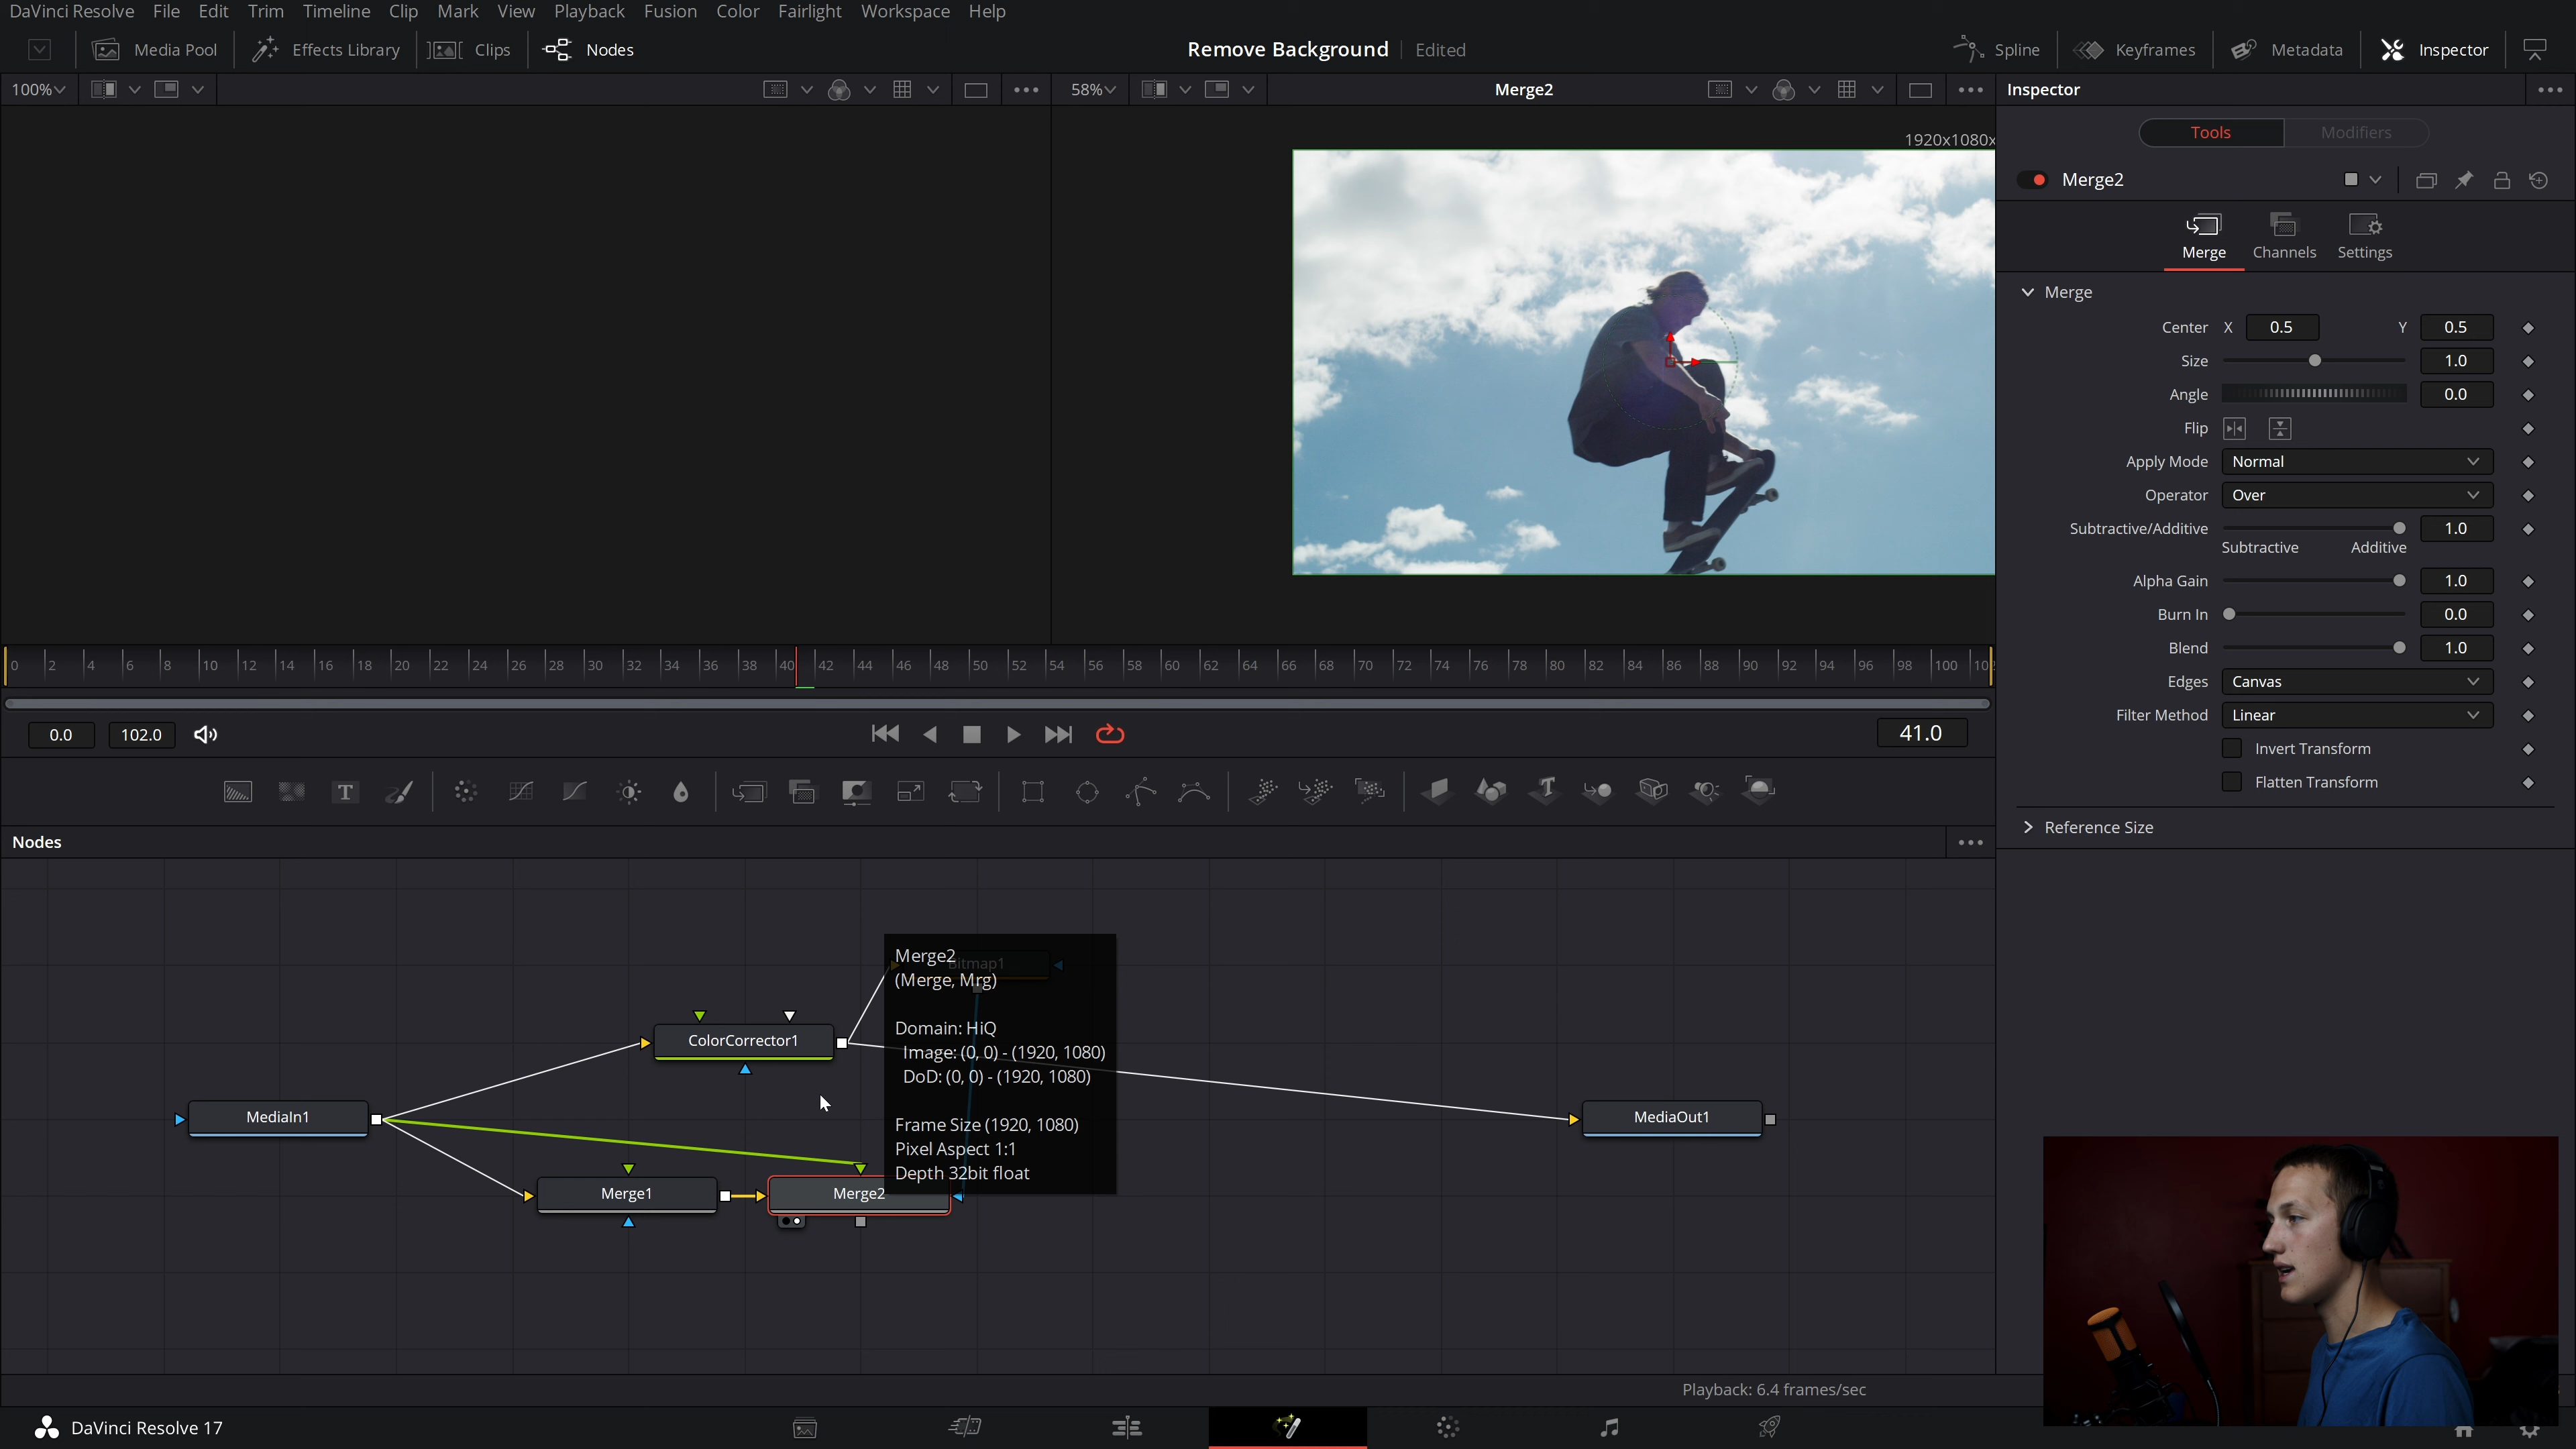 DaVinci Resolve File Edit Trim Timeline Clip Mark View Playback Fusion Color Fairlight Workspace Help
Media Pool Effects Library Clips Nodes Remove Background Edited Spline Keyframes Metadata Inspector
100% 58% Merge2 Inspector
1920x1080x
Tools Modifiers
Merge2
Merge Channels Settings
Merge
Center X 0.5 Y 0.5
Size 1.0
Angle 0.0
Flip
Apply Mode Normal
Operator Over
Subtractive/Additive 1.0
Subtractive Additive
Alpha Gain 1.0
Burn In 0.0
Blend 1.0
Edges Canvas
Filter Method Linear
Invert Transform
Flatten Transform
Reference Size
0 2 4 6 8 10 12 14 16 18 20 22 24 26 28 30 32 34 36 38 40 42 44 46 48 50 52 54 56 58 60 62 64 66 68 70 72 74 76 78 80 82 84 86 88 90 92 94 96 98 100 10
0.0 102.0 41.0
T T
Nodes
Bitmap1
Merge2
(Merge, Mrg)
Domain: HiQ
Image: (0, 0) - (1920, 1080)
DoD: (0, 0) - (1920, 1080)
Frame Size (1920, 1080)
Pixel Aspect 1:1
Depth 32bit float
ColorCorrector1
MediaIn1
MediaOut1
Merge1
Merge2
Playback: 6.4 frames/sec
DaVinci Resolve 17